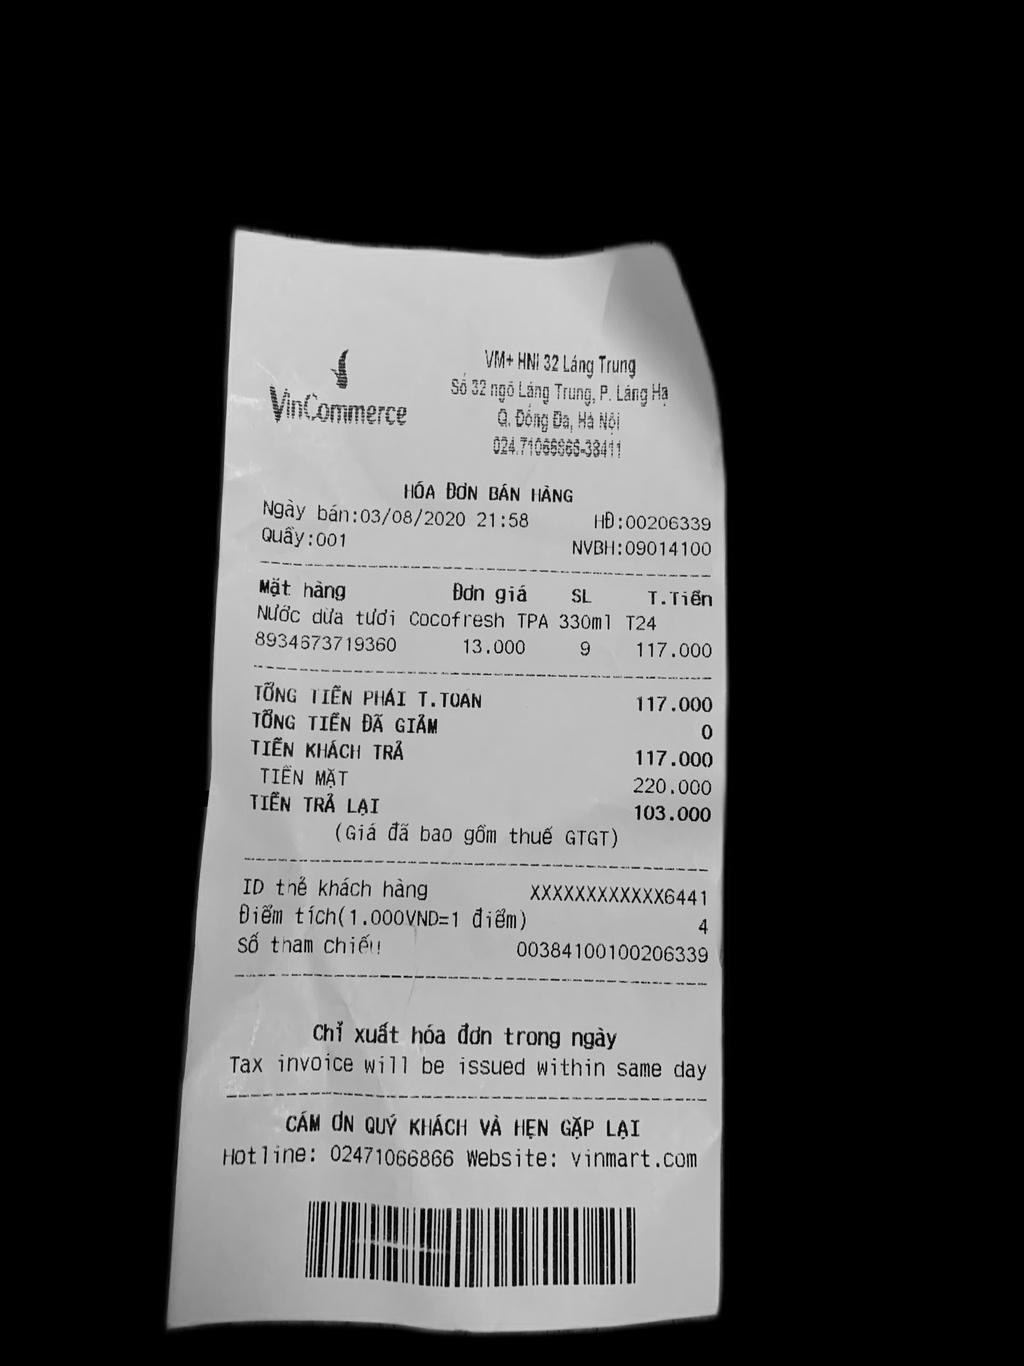 VinCommerce
VM+ HNI 32 Láng Trung
Số 32 ngõ Láng Trung, P. Láng Hạ
Q. Đống Đa, Hà Nội
024.71066866-38411
HÓA ĐƠN BÁN HÀNG
Ngày bán:03/08/2020 21:58 HĐ:00206339
Quầy:001 NVBH:09014100
Mặt hàng Đơn giá SL T.Tiền
Nước dừa tươi Cocofresh TPA 330ml T24
8934673719360 13.000 9 117.000
TỔNG TIỀN PHẢI T.TOÁN 117.000
TỔNG TIỀN ĐÃ GIẢM 0
TIỀN KHÁCH TRẢ 117.000
TIỀN MẶT 220.000
TIỀN TRẢ LẠI 103.000
(Giá đã bao gồm thuế GTGT)
ID thẻ khách hàng XXXXXXXXXXXX6441
Điểm tích(1.000VND=1 điểm) 4
Số tham chiếu 00384100100206339
Chỉ xuất hóa đơn trong ngày
Tax invoice will be issued within same day
CẢM ƠN QUÝ KHÁCH VÀ HẸN GẶP LẠI
Hotline: 02471066866 Website: vinmart.com